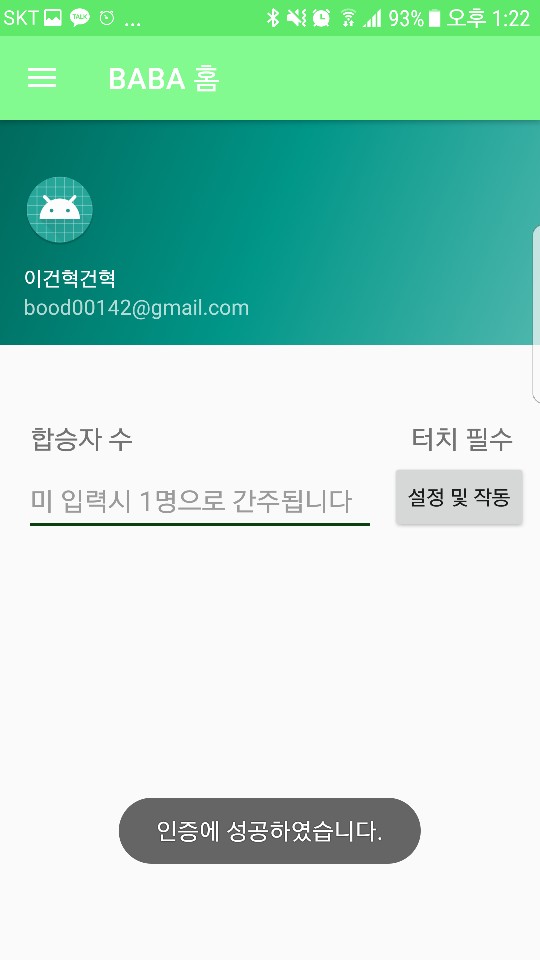 SKT TALK ... 93% 오후 1:22
BABA 홈
이건혁건혁
bood00142@gmail.com
합승자 수
터치 필수
미 입력시 1명으로 간주됩니다
설정 및 작동
인증에 성공하였습니다.